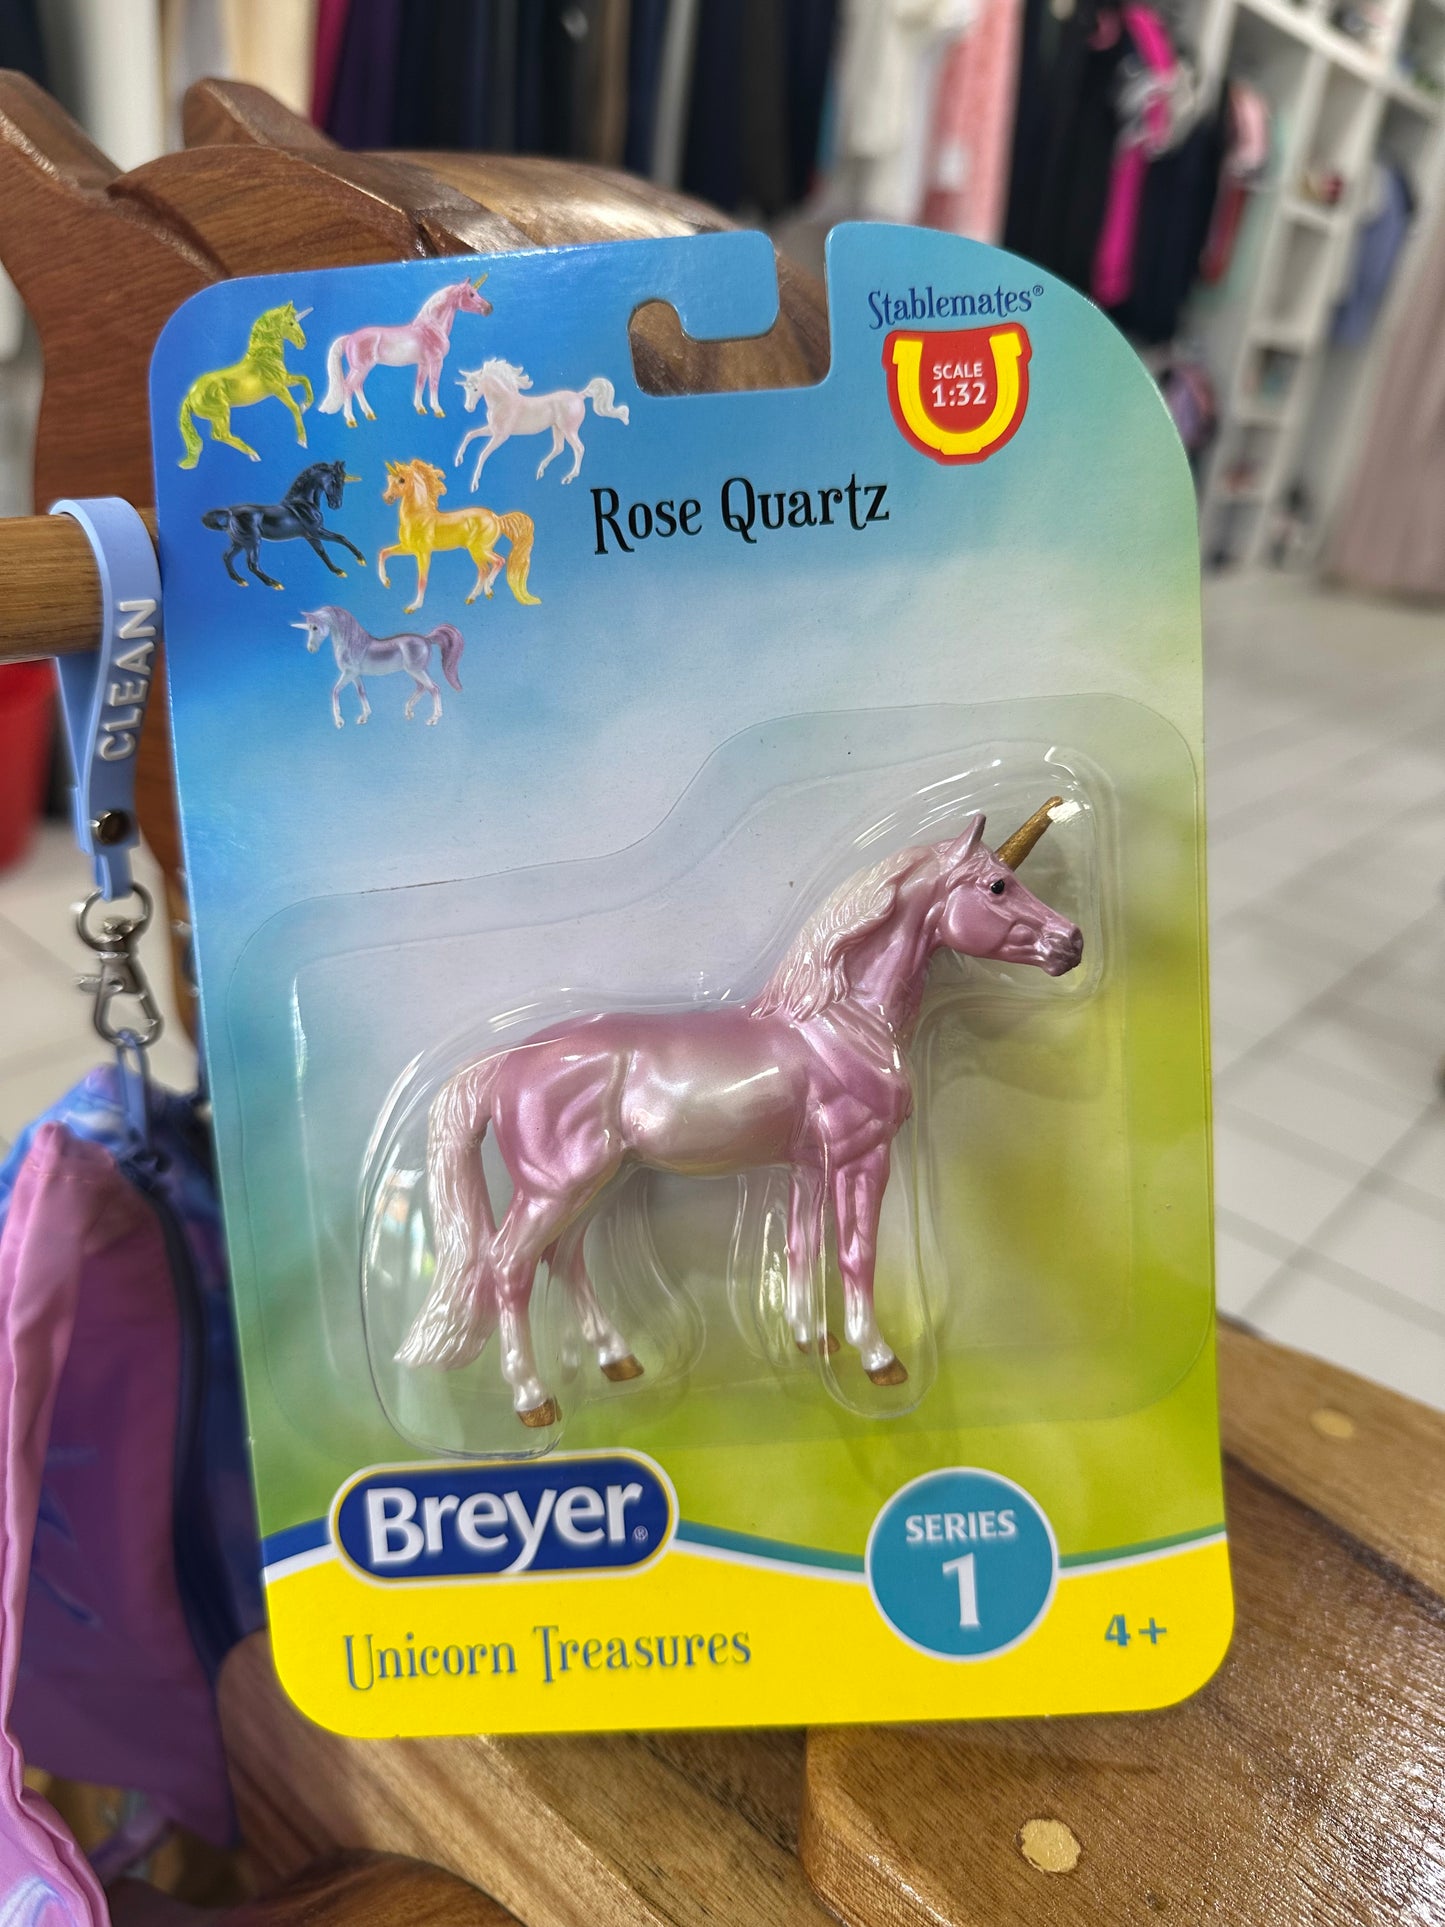 Stablemates®
SCALE
1:32
Rose Quartz
CLEAN
Breyer®
SERIES
1
Unicorn Treasures
4+